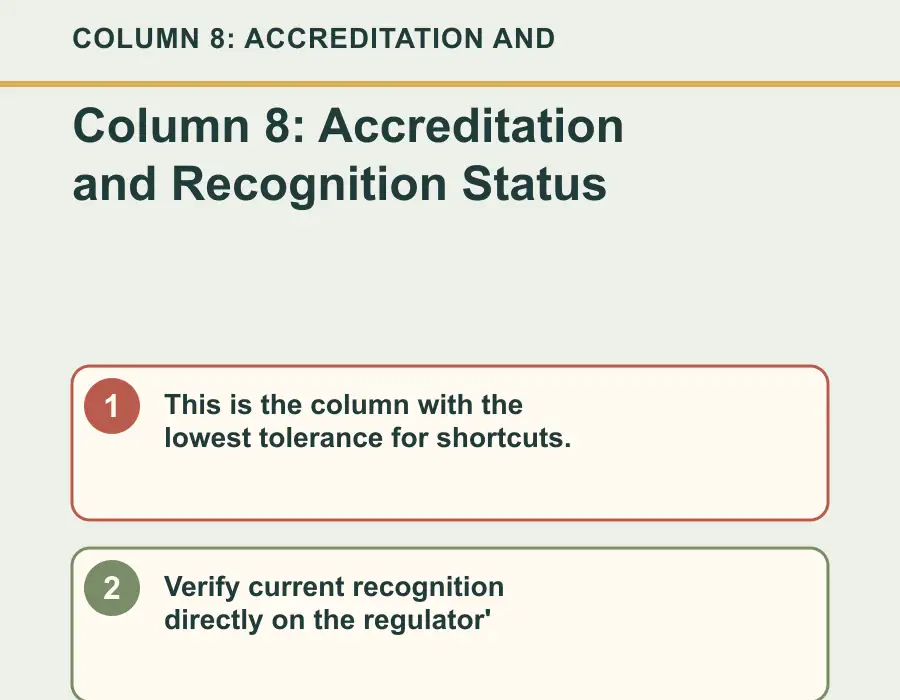 COLUMN 8: ACCREDITATION AND
Column 8: Accreditation
and Recognition Status
1
This is the column with the
lowest tolerance for shortcuts.
2
Verify current recognition
directly on the regulator'